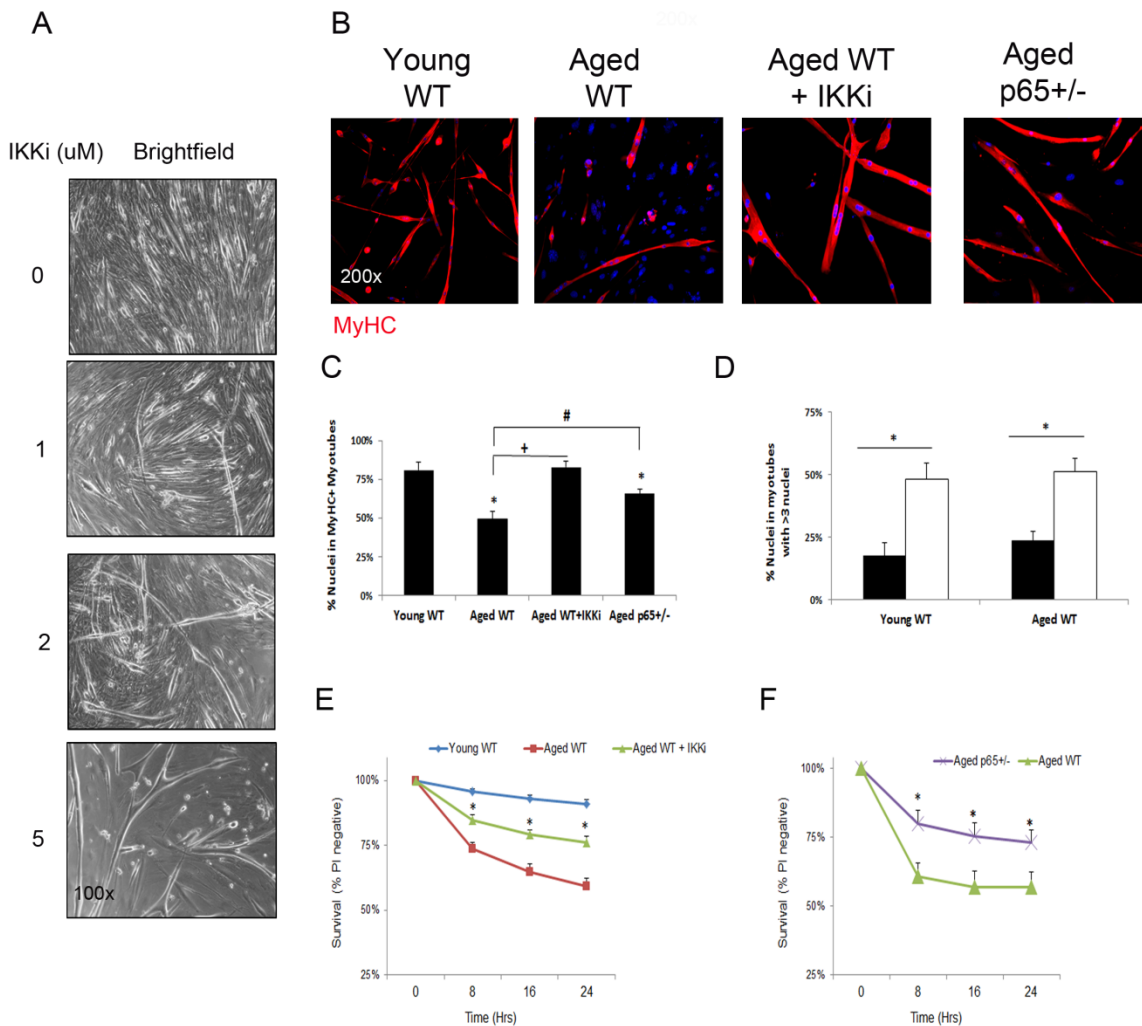 A
IKKi (uM) Brightfield
0
1
2
5
100x
B
200x
Young
WT
Aged
WT
Aged WT
+ IKKi
Aged
p65+/-
200x
MyHC
C
#
+
*
*
% Nuclei in MyHC+ Myotubes
100%
75%
50%
25%
0%
Young WT
Aged WT
Aged WT+IKKi
Aged p65+/-
D
*
*
% Nuclei in myotubes
with >3 nuclei
75%
50%
25%
0%
Young WT
Aged WT
E
Young WT
Aged WT
Aged WT + IKKi
Survival (% PI negative)
100%
75%
50%
25%
*
*
*
0
8
16
24
Time (Hrs)
F
Aged p65+/-
Aged WT
Survival (% PI negative)
100%
75%
50%
25%
*
*
*
0
8
16
24
Time (Hrs)